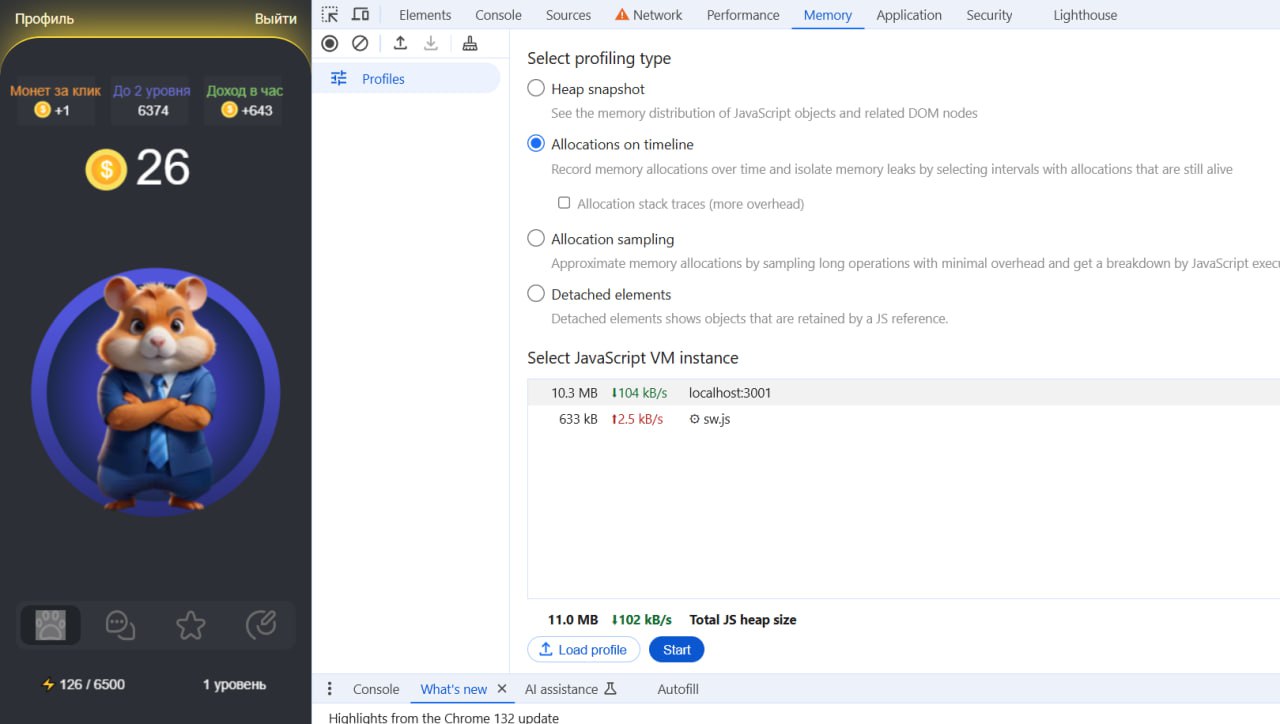 Профиль
Выйти
Монет за клик
+1
До 2 уровня
6374
Доход в час
+643
$ 26
126 / 6500
1 уровень
Elements Console Sources Network Performance Memory Application Security Lighthouse
Profiles
Select profiling type
Heap snapshot
See the memory distribution of JavaScript objects and related DOM nodes
Allocations on timeline
Record memory allocations over time and isolate memory leaks by selecting intervals with allocations that are still alive
Allocation stack traces (more overhead)
Allocation sampling
Approximate memory allocations by sampling long operations with minimal overhead and get a breakdown by JavaScript
Detached elements
Detached elements shows objects that are retained by a JS reference.
Select JavaScript VM instance
10.3 MB ⬇104 kB/s localhost:3001
633 kB ⬆2.5 kB/s sw.js
11.0 MB ⬇102 kB/s Total JS heap size
Load profile Start
Console What's new AI assistance Autofill
Highlights from the Chrome 132 update